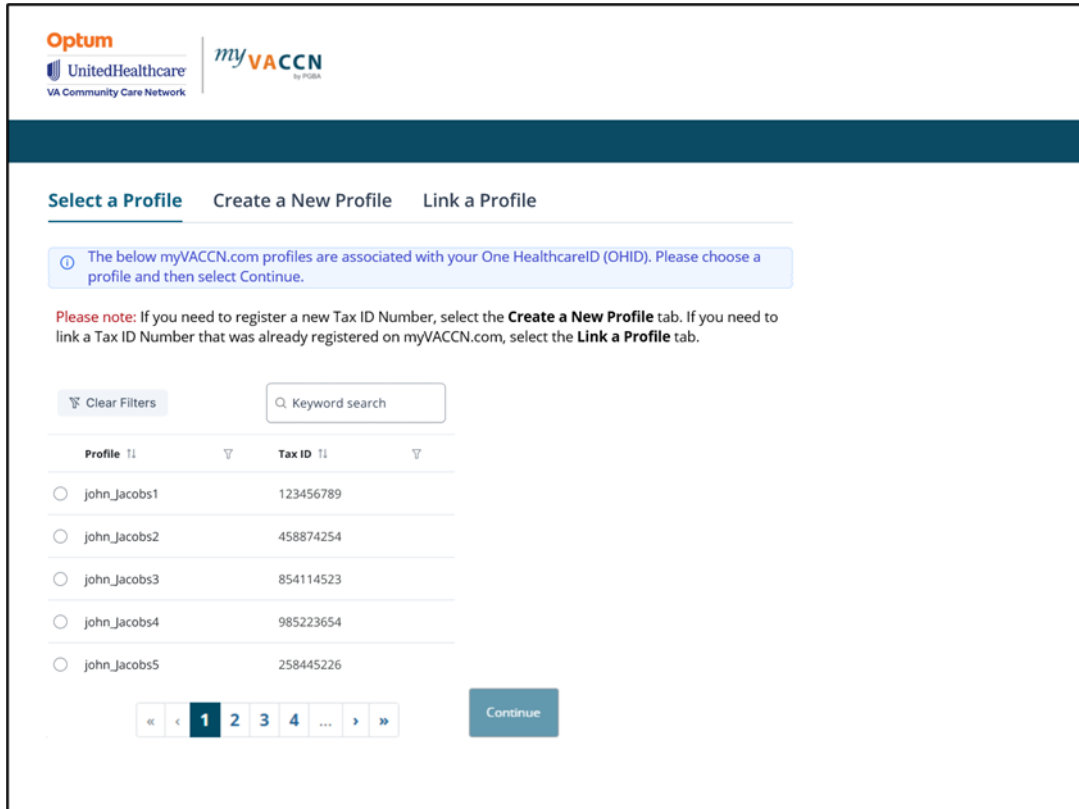 Optum
UnitedHealthcare
VA Community Care Network
my VACCN
by PGBA
Select a Profile Create a New Profile Link a Profile
The below myVACCN.com profiles are associated with your One HealthcareID (OHID). Please choose a
profile and then select Continue.
Please note: If you need to register a new Tax ID Number, select the Create a New Profile tab. If you need to
link a Tax ID Number that was already registered on myVACCN.com, select the Link a Profile tab.
Clear Filters Keyword search
Profile Tax ID
john_Jacobs1 123456789
john_Jacobs2 458874254
john_Jacobs3 854114523
john_Jacobs4 985223654
john_Jacobs5 258445226
« ‹ 1 2 3 4 ... › » Continue